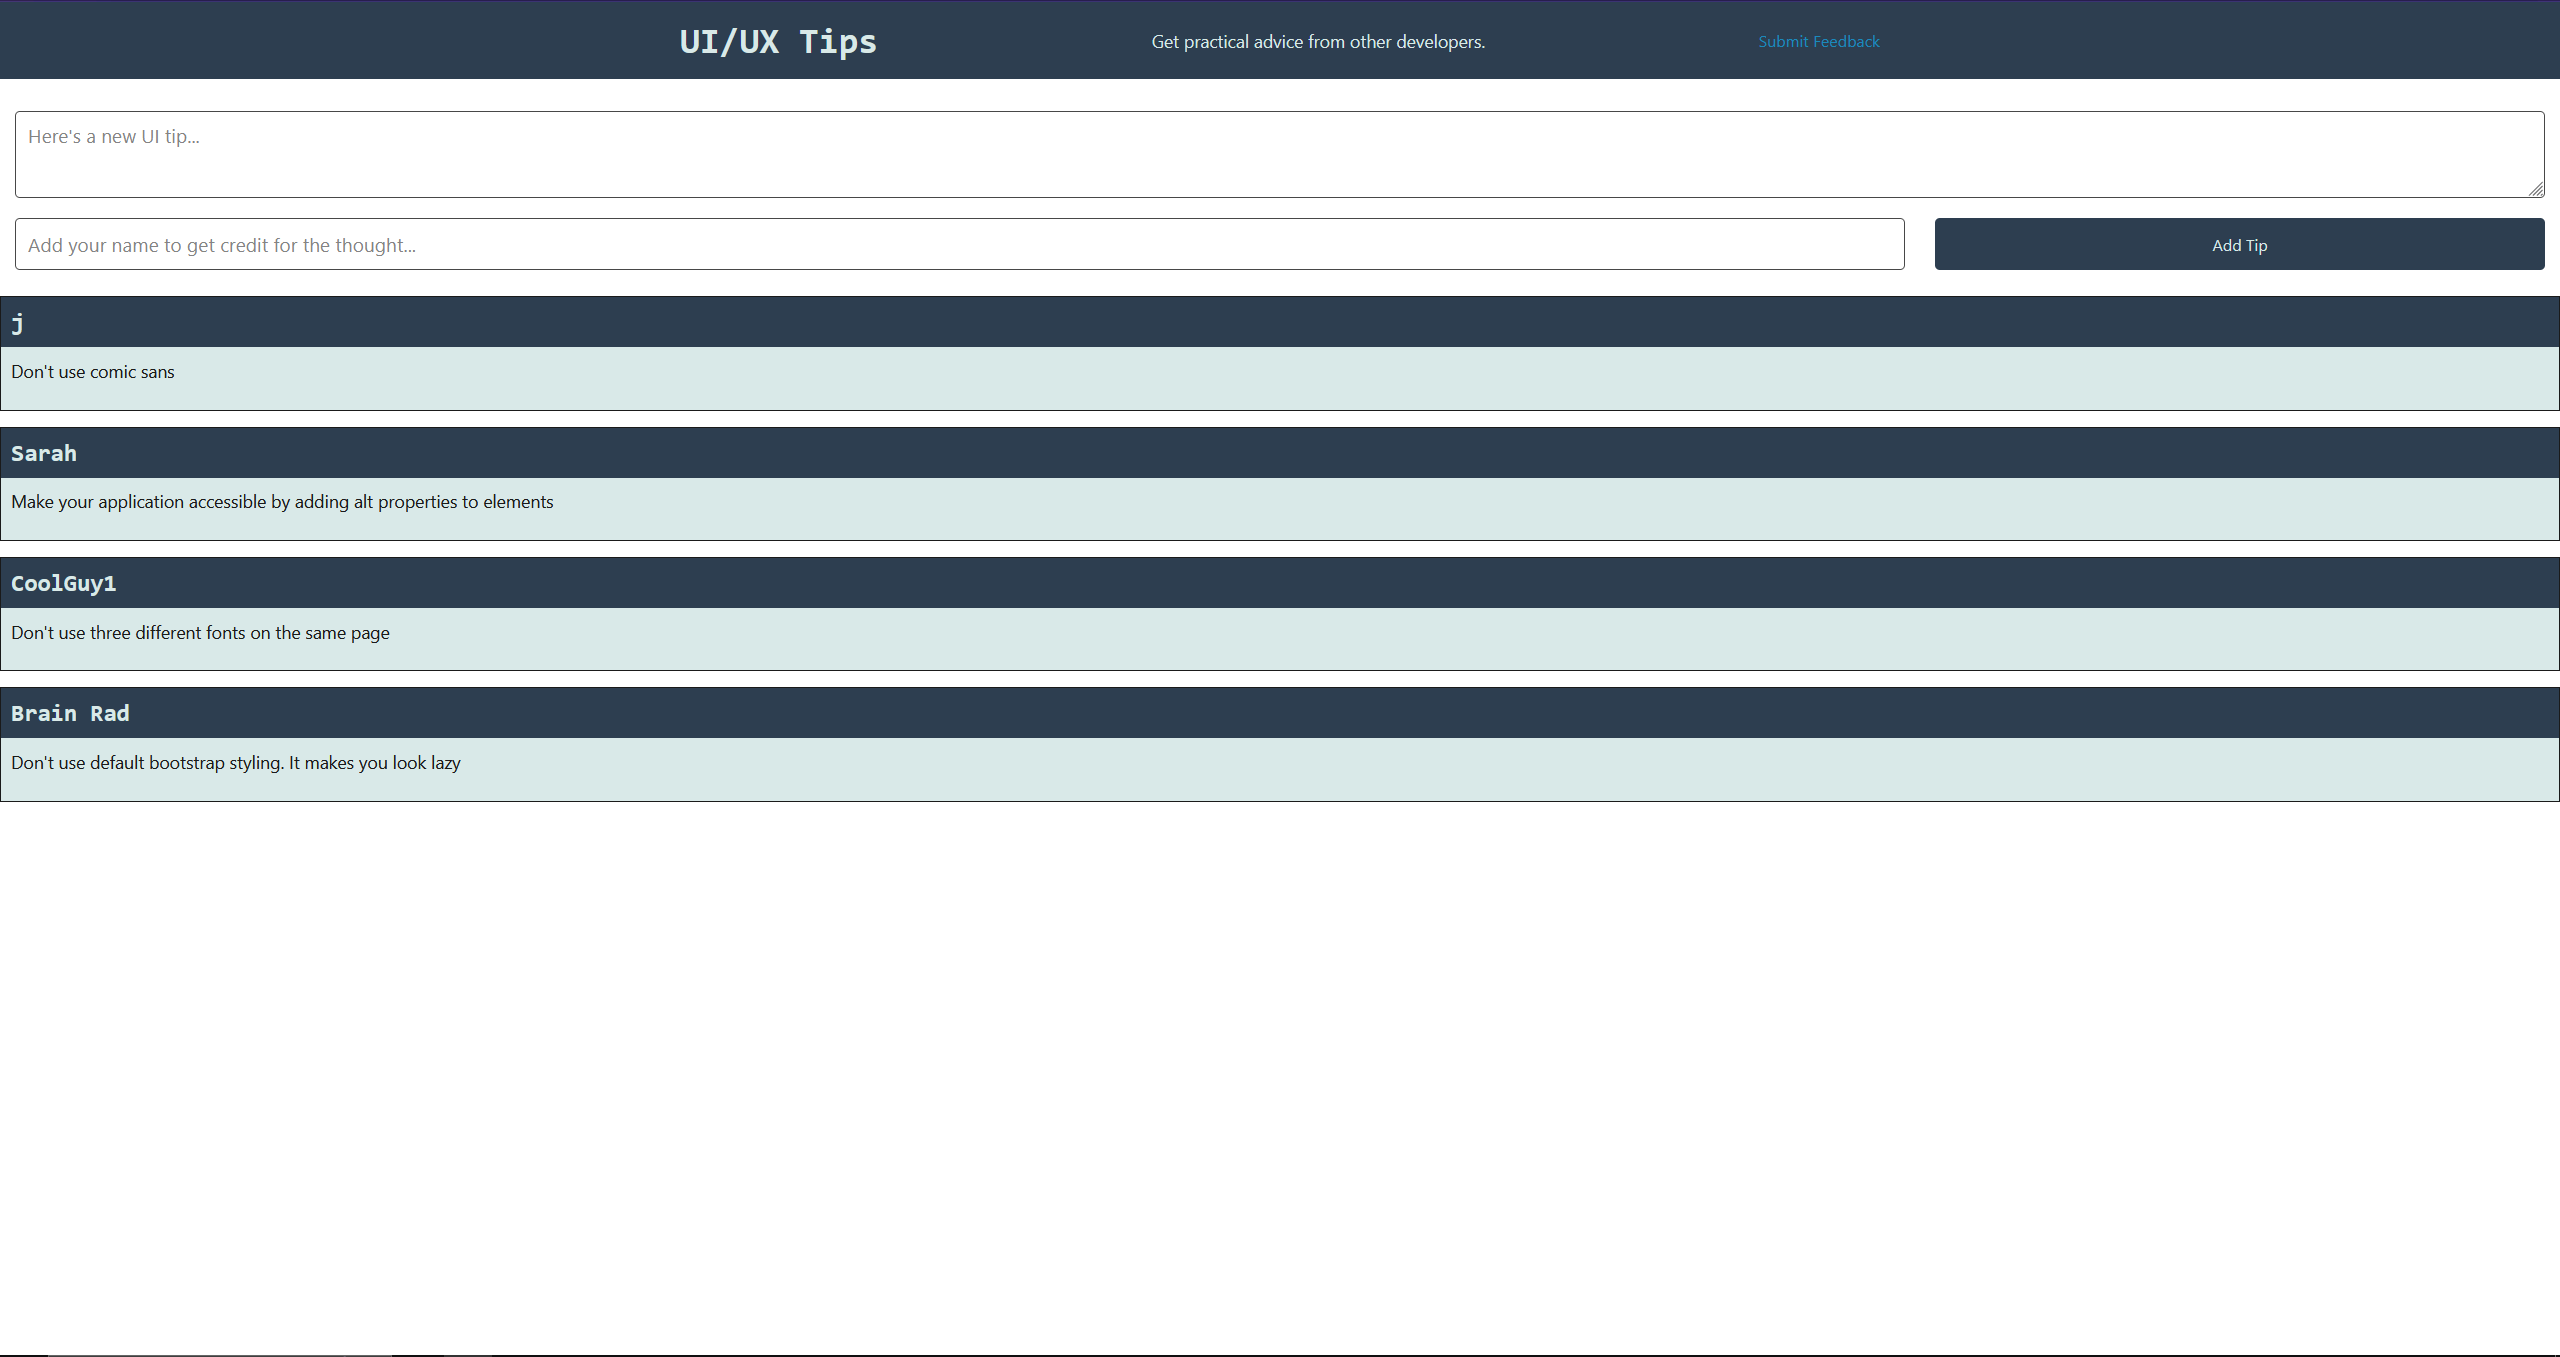 UI/UX Tips
Get practical advice from other developers.
Submit Feedback
Here's a new UI tip...
Add your name to get credit for the thought...
Add Tip
j
Don't use comic sans
Sarah
Make your application accessible by adding alt properties to elements
CoolGuy1
Don't use three different fonts on the same page
Brain Rad
Don't use default bootstrap styling. It makes you look lazy